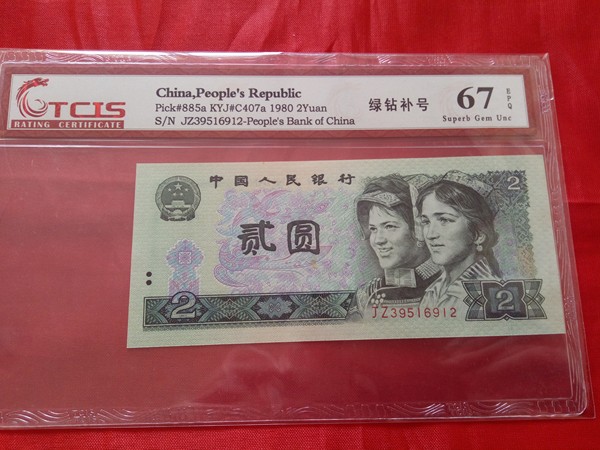 TCIS
RATING CERTIFICATE
China,People's Republic
Pick#885a KYJ#C407a 1980 2Yuan
S/N JZ39516912-People's Bank of China
绿钻补号
67 EPQ
Superb Gem Unc
中国人民银行
贰圆
2
2
2
JZ39516912